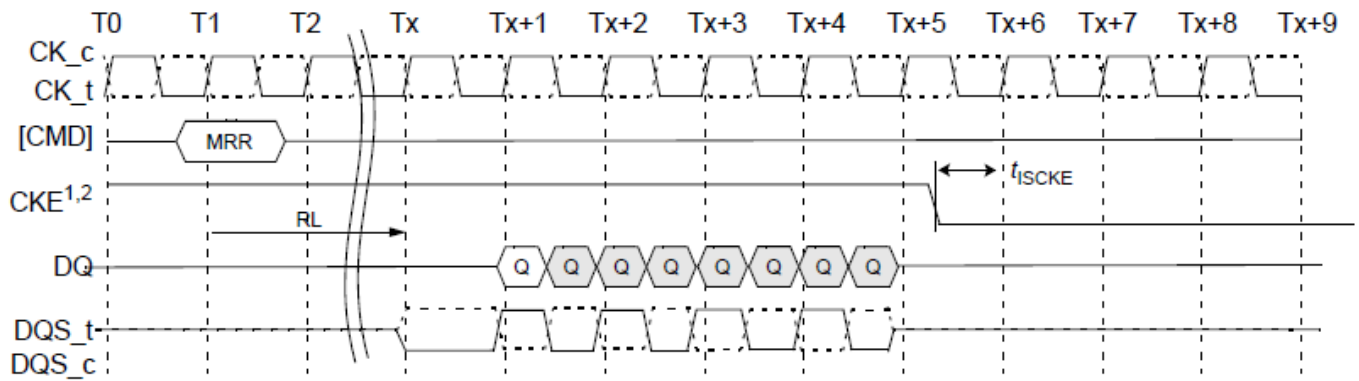 T0 T1 T2 Tx Tx+1 Tx+2 Tx+3 Tx+4 Tx+5 Tx+6 Tx+7 Tx+8 Tx+9
CK_c
CK_t
[CMD] MRR
CKE1,2 tISCKE
RL
DQ Q Q Q Q Q Q Q Q
DQS_t
DQS_c